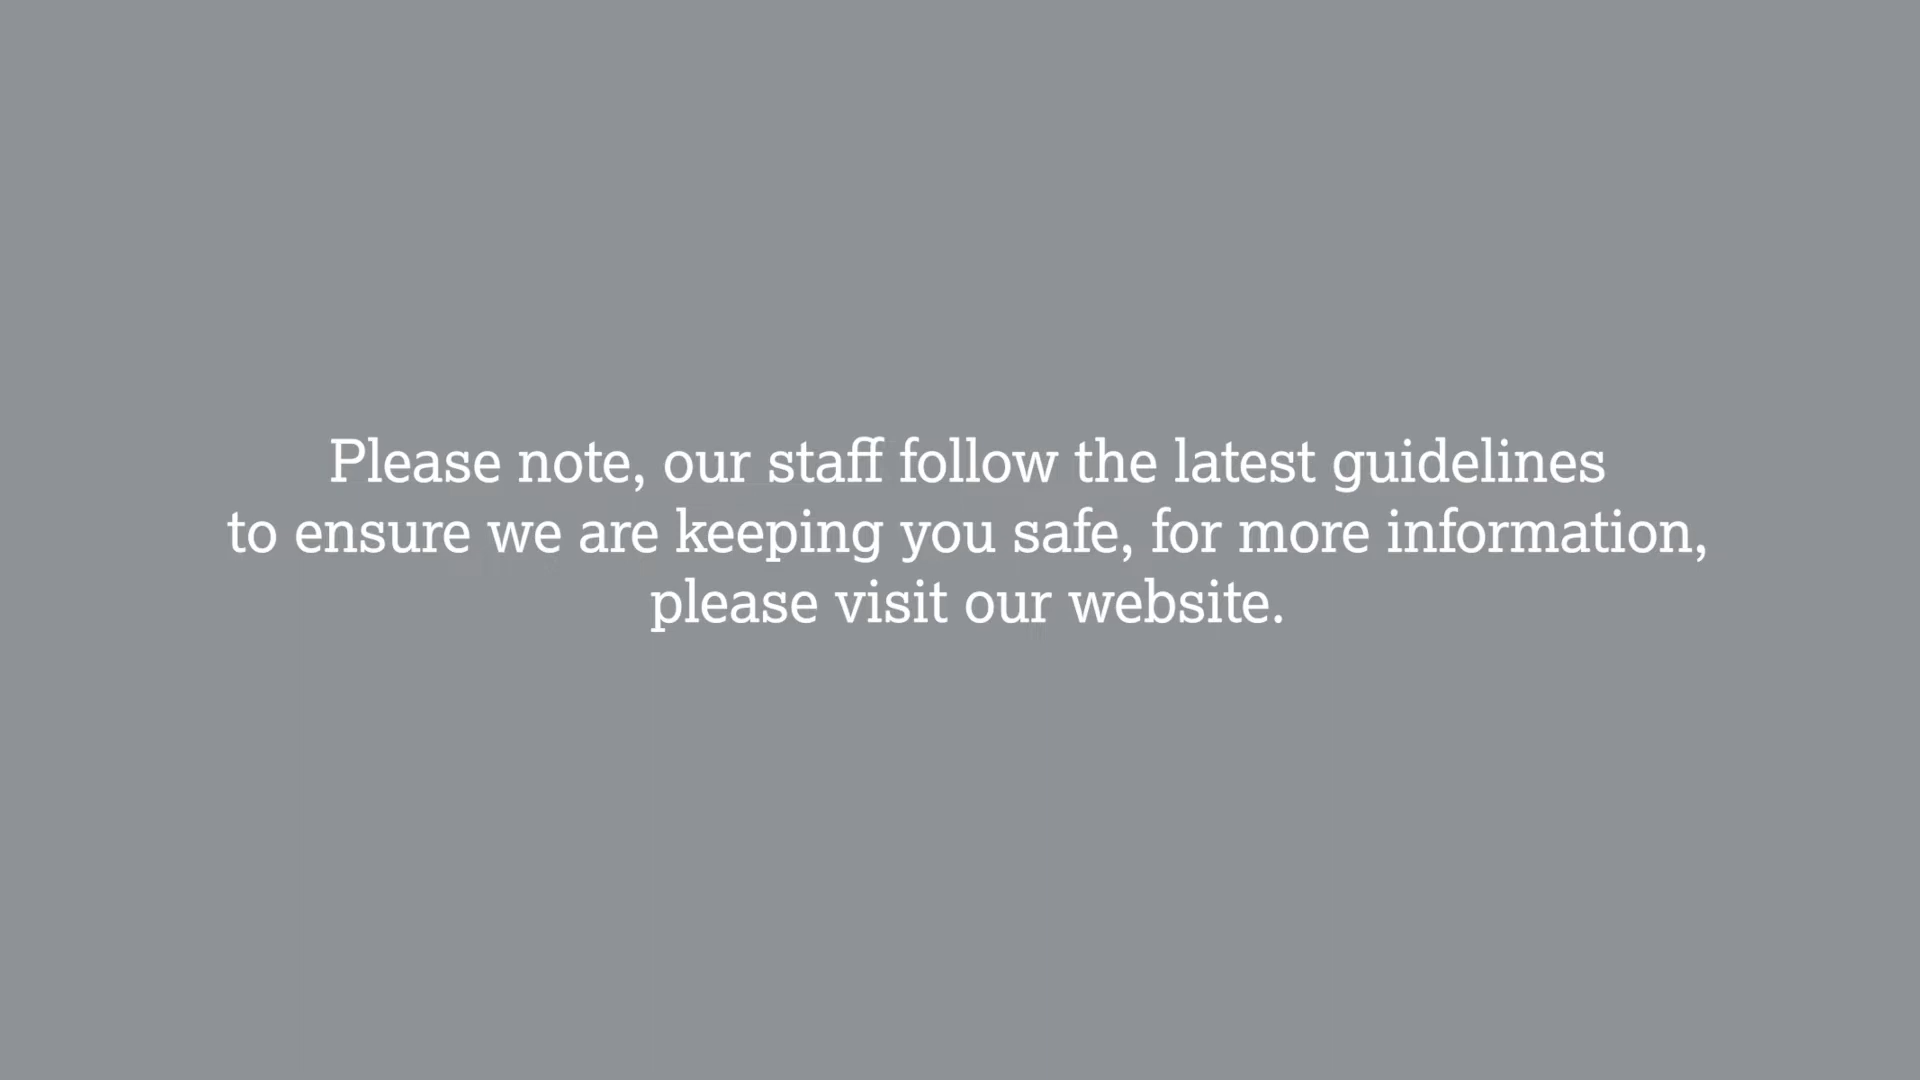 Please note, our staff follow the latest guidelines
to ensure we are keeping you safe, for more information,
please visit our website.